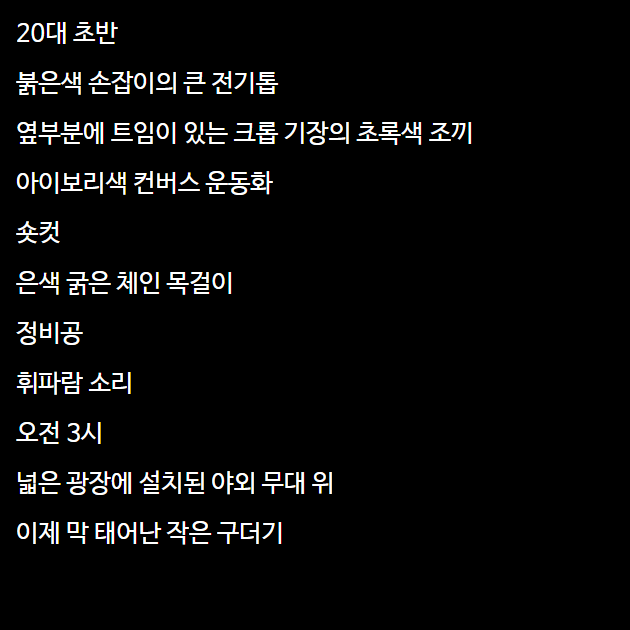 20대 초반
붉은색 손잡이의 큰 전기톱
옆부분에 트임이 있는 크롭 기장의 초록색 조끼
아이보리색 컨버스 운동화
숏컷
은색 굵은 체인 목걸이
정비공
휘파람 소리
오전 3시
넓은 광장에 설치된 야외 무대 위
이제 막 태어난 작은 구더기